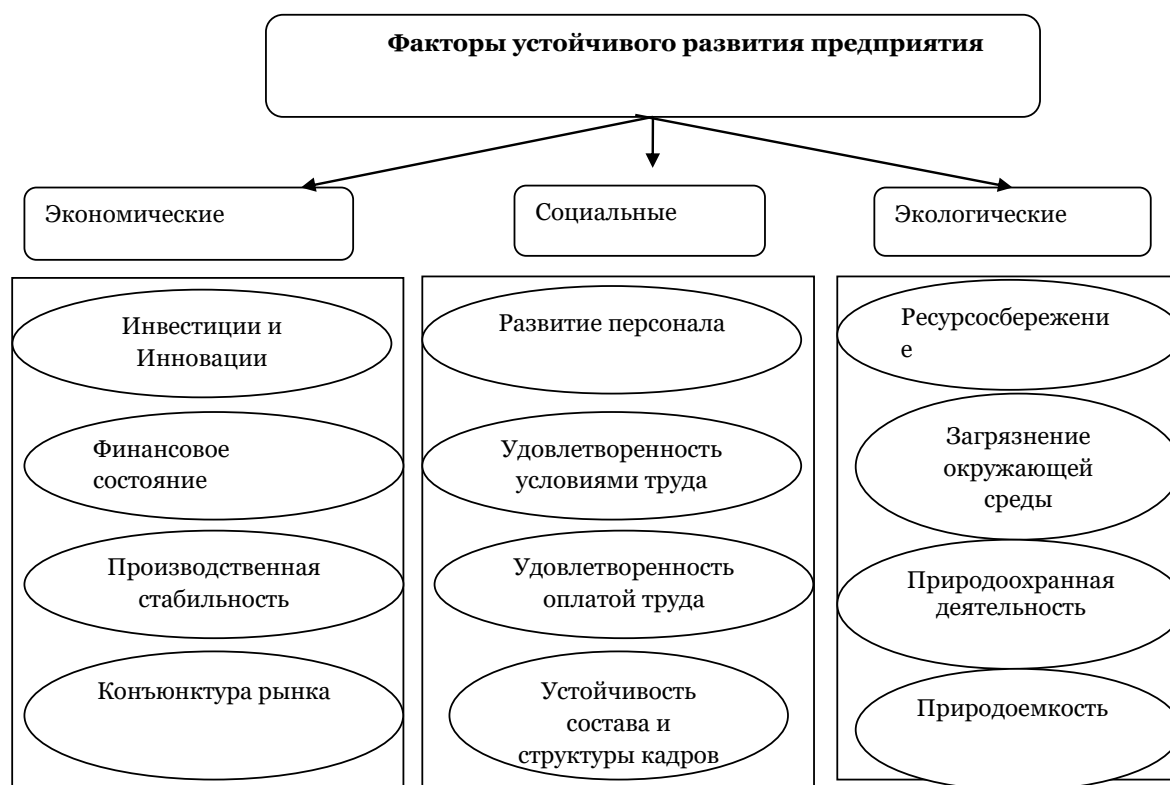 Факторы устойчивого развития предприятия
Экономические
Социальные
Экологические
Инвестиции и
Инновации
Финансовое
состояние
Производственная
стабильность
Конъюнктура рынка
Развитие персонала
Удовлетворенность
условиями труда
Удовлетворенность
оплатой труда
Устойчивость
состава и
структуры кадров
Ресурсосбережени
е
Загрязнение
окружающей
среды
Природоохранная
деятельность
Природоемкость